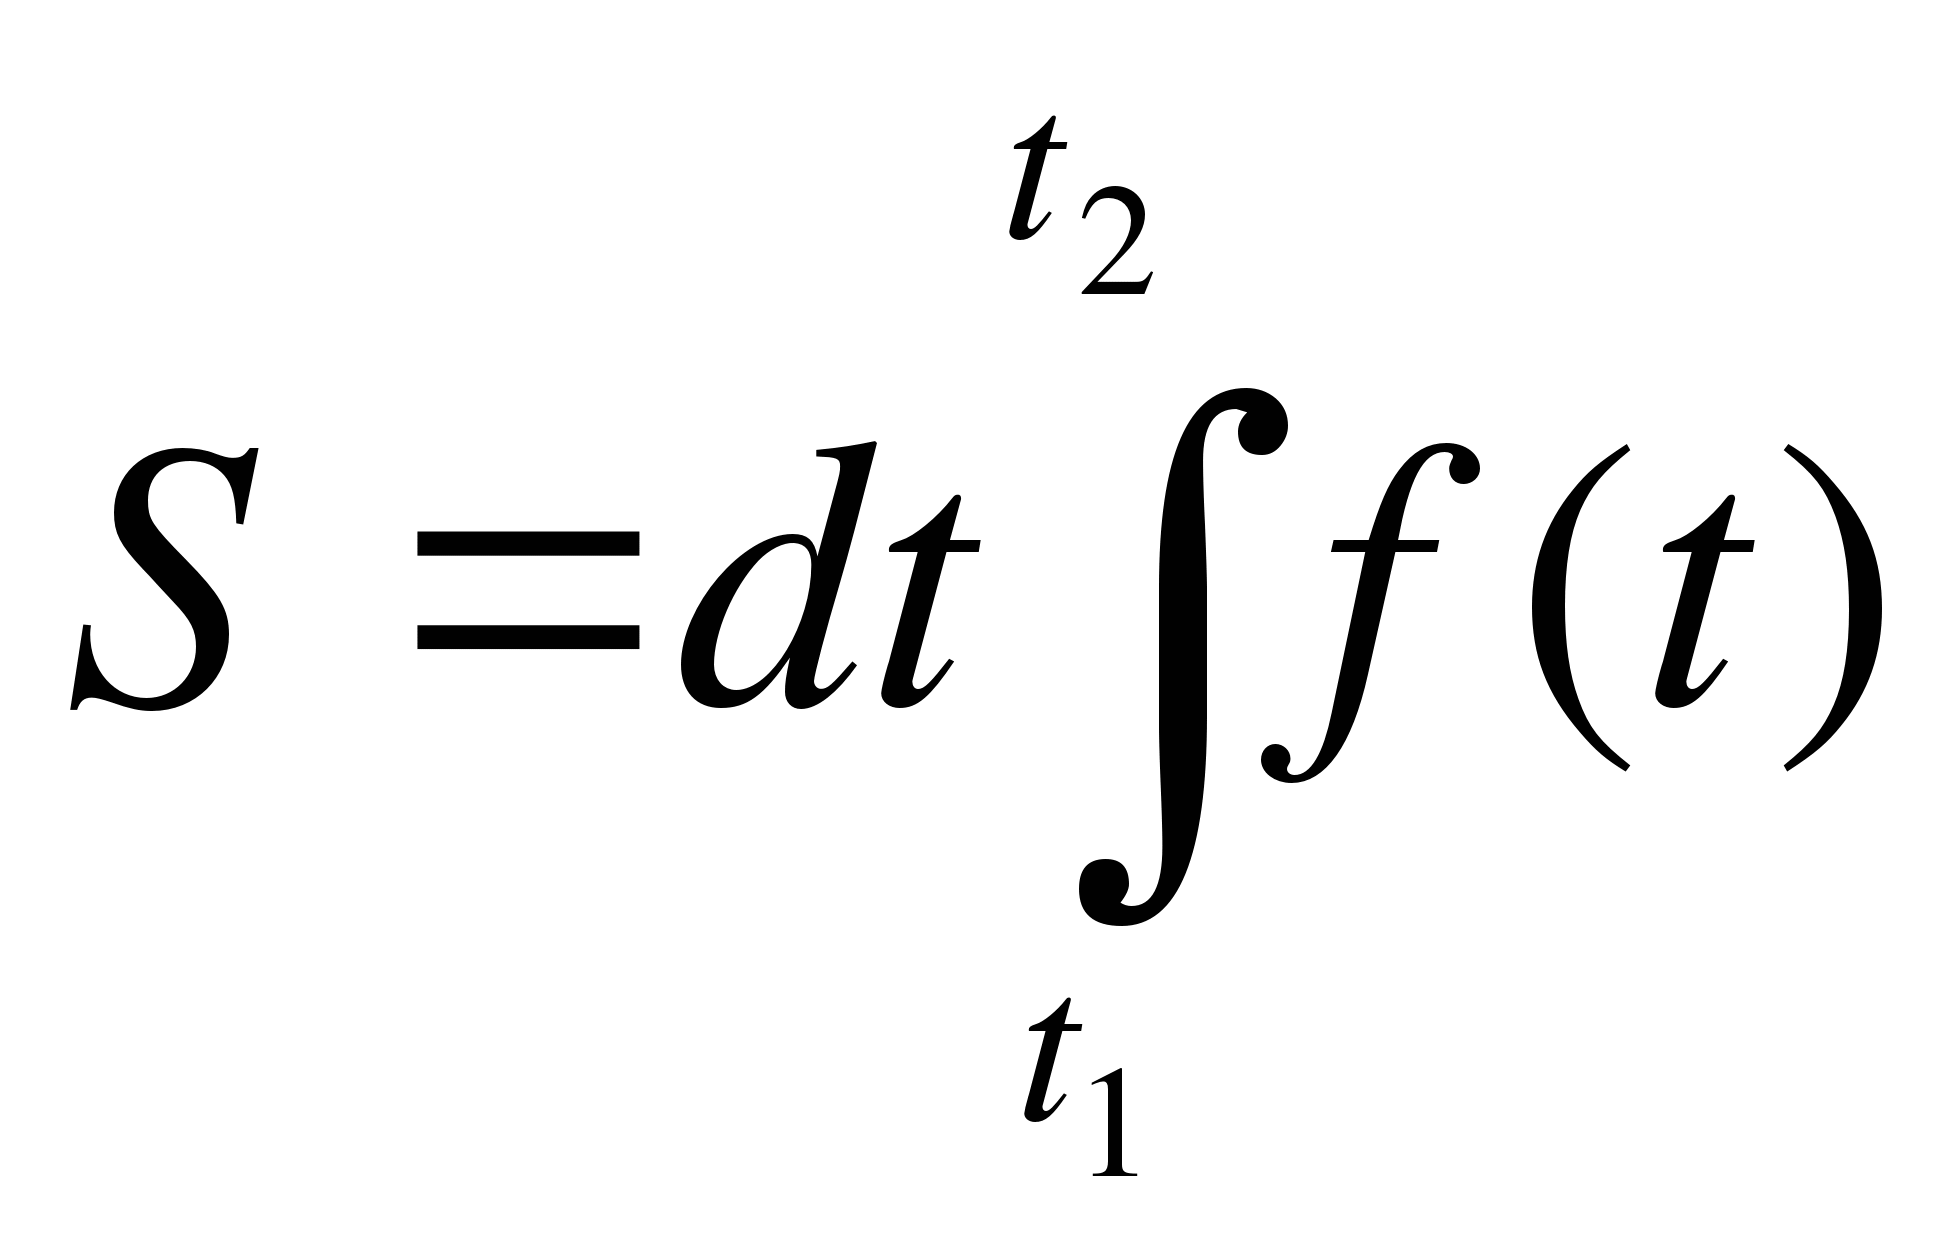 t₂
S = dt ∫ f (t)
t₁